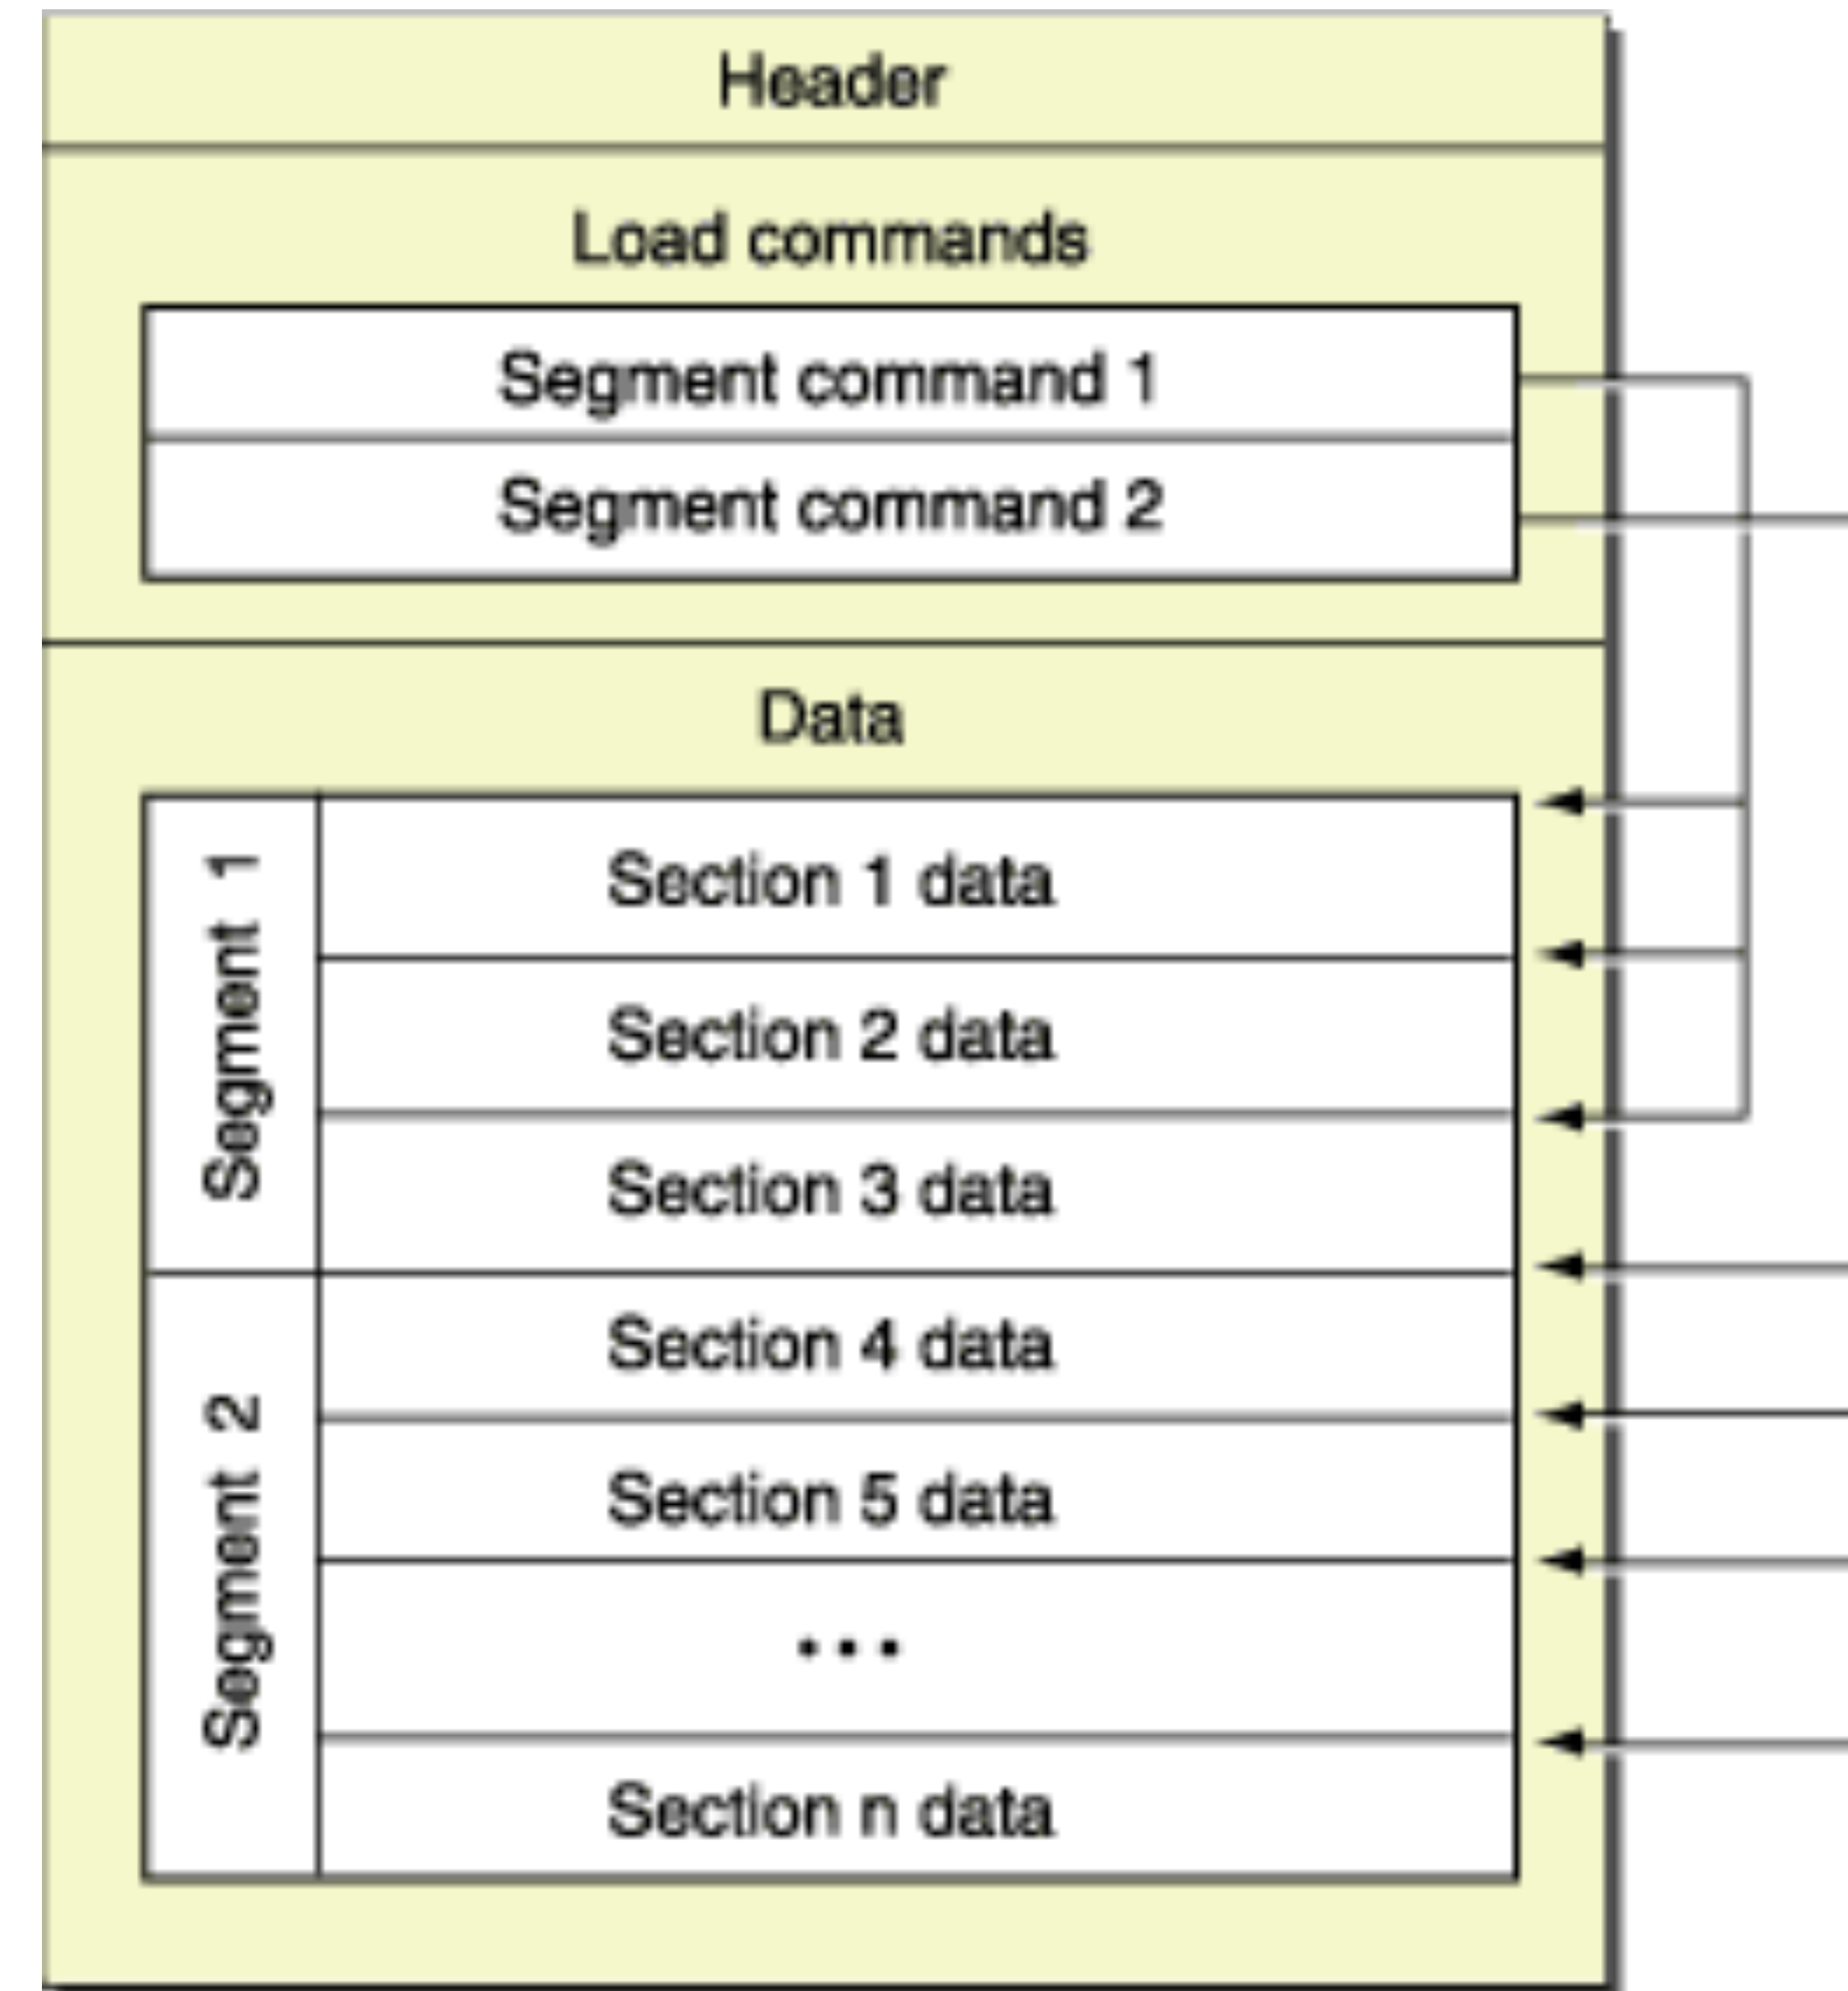 Header
Load commands
Segment command 1
Segment command 2
Data
Segment 1
Section 1 data
Section 2 data
Section 3 data
Segment 2
Section 4 data
Section 5 data
...
Section n data